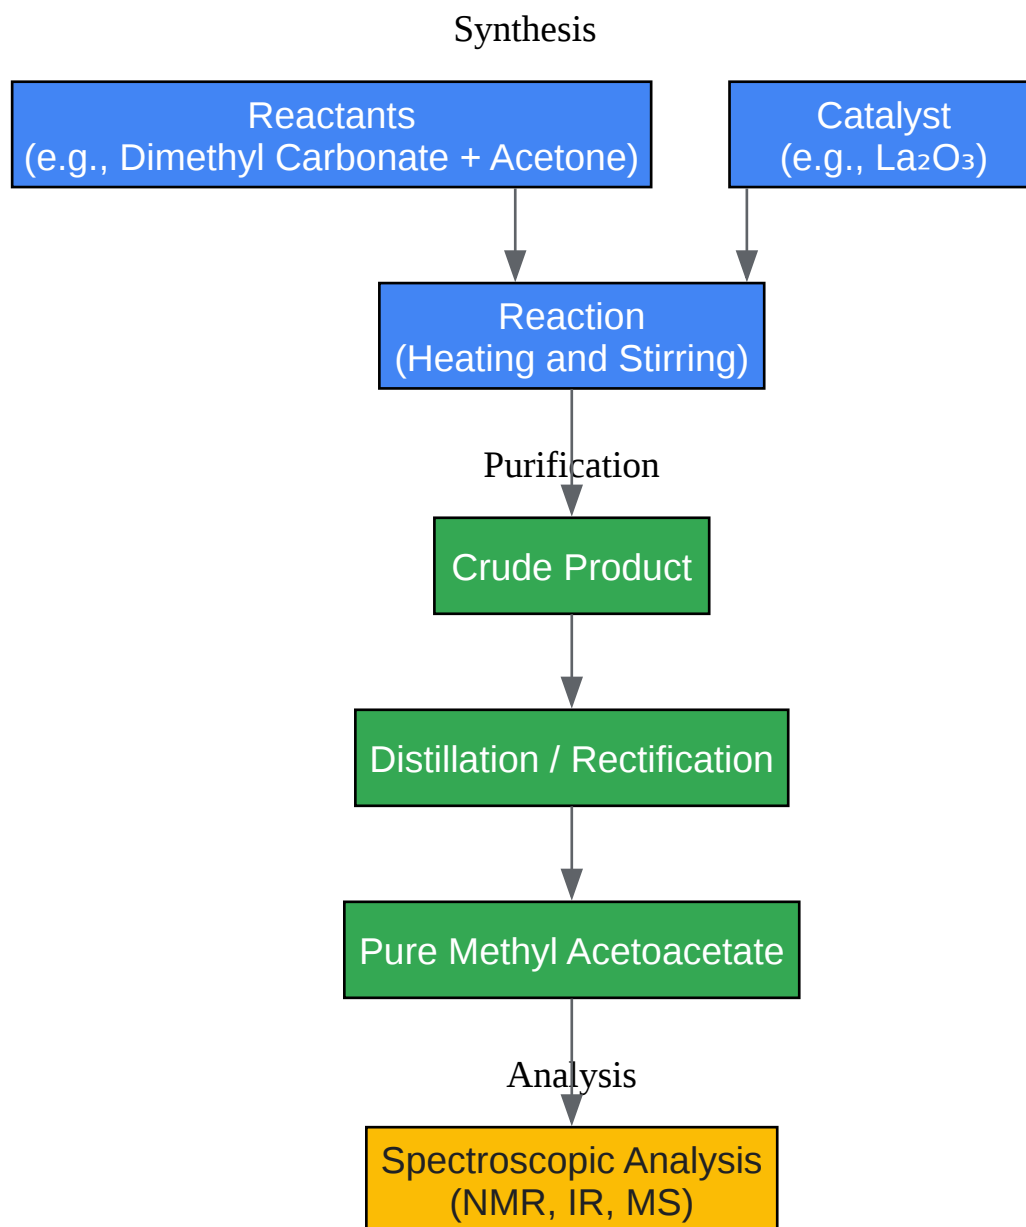 Synthesis
Reactants
(e.g., Dimethyl Carbonate + Acetone)
Catalyst
(e.g., La₂O₃)
Reaction
(Heating and Stirring)
Purification
Crude Product
Distillation / Rectification
Pure Methyl Acetoacetate
Analysis
Spectroscopic Analysis
(NMR, IR, MS)